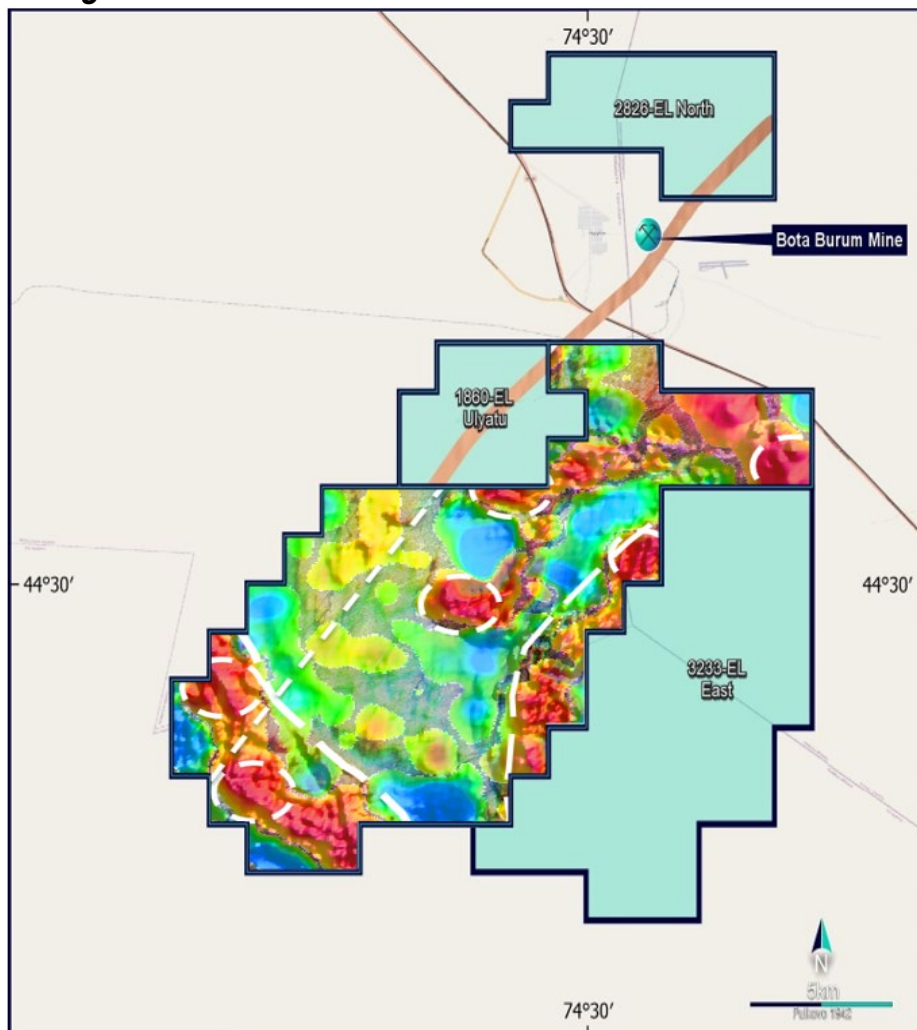 74°30′
2826-EL North
Bota Burum Mine
1860-EL
Ulyatu
44°30′
44°30′
3233-EL
East
N
5km
Pulkovo 1942
74°30′